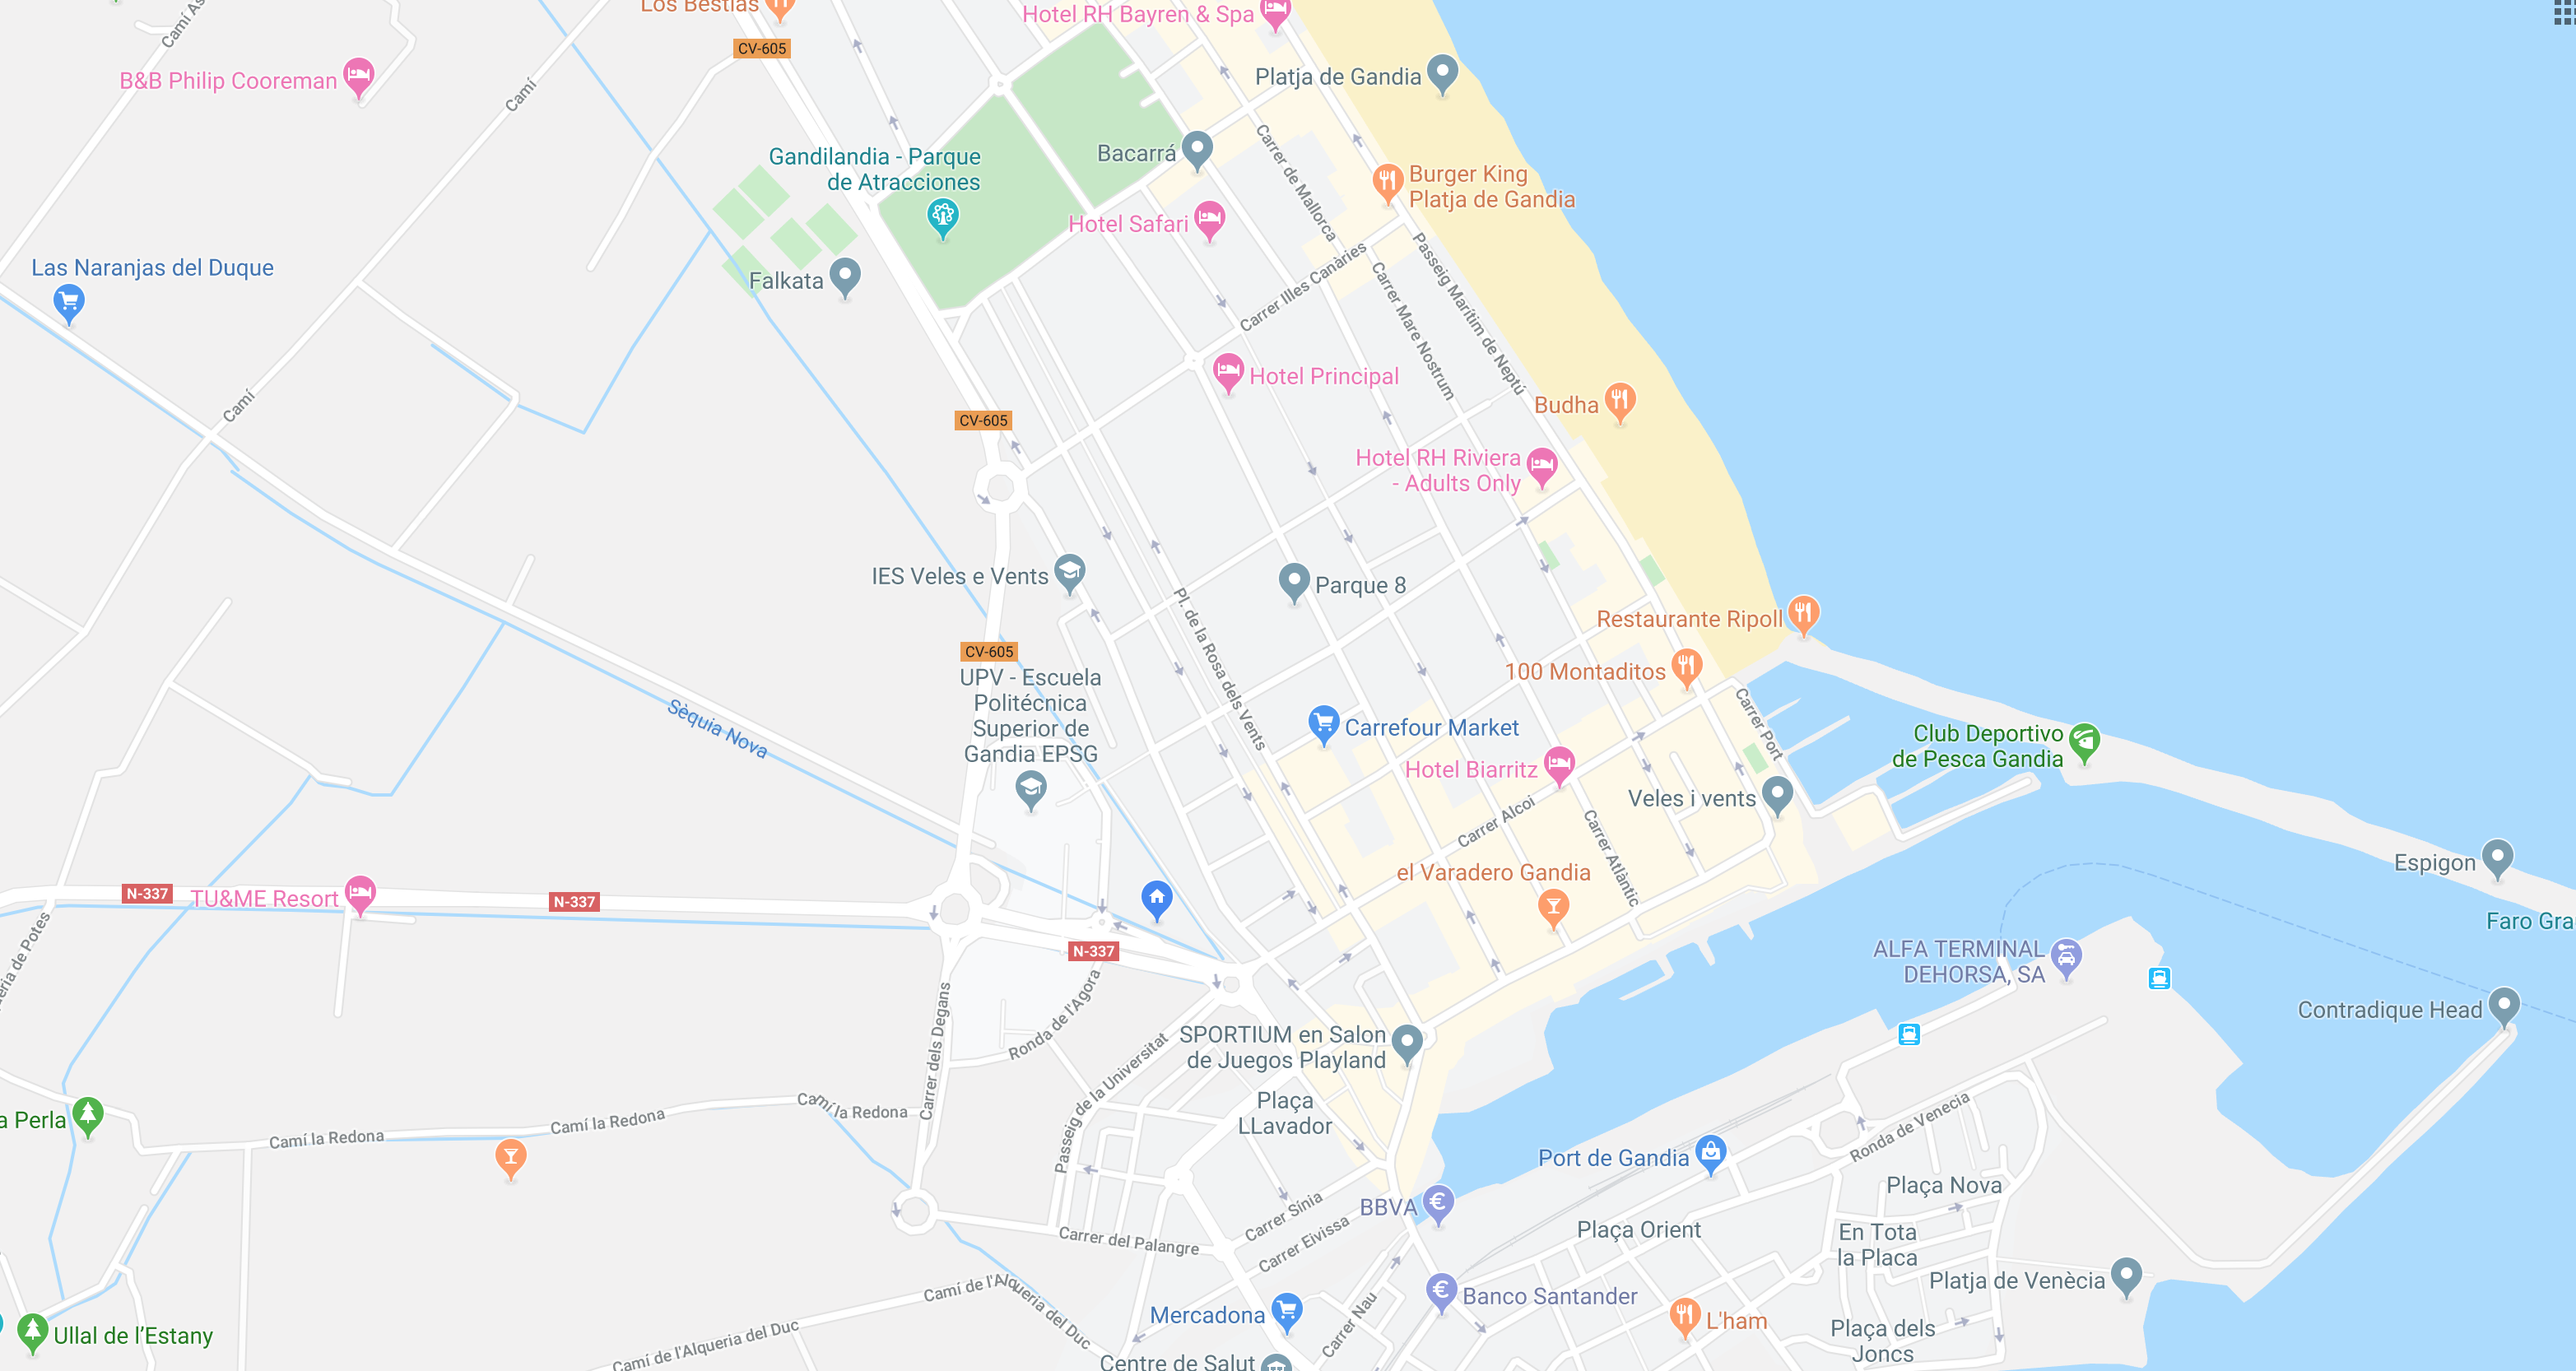 Los Bestias
Hotel RH Bayren & Spa
Camí As
CV-605
B&B Philip Cooreman
Camí
Platja de Gandia
Gandilandia - Parque
de Atracciones
Bacarrá
Carrer de Mallorca
Burger King
Platja de Gandia
Hotel Safari
Las Naranjas del Duque
Falkata
Carrer Illes Canàries
Carrer Mare Nostrum
Passeig Marítim de Neptú
Hotel Principal
Camí
CV-605
Budha
Hotel RH Riviera
- Adults Only
IES Veles e Vents
Parque 8
Pl. de la Rosa dels Vents
Restaurante Ripoll
CV-605
UPV - Escuela
Politécnica
Superior de
Gandia EPSG
100 Montaditos
Sèquia Nova
Carrefour Market
Carrer Port
Club Deportivo
de Pesca Gandia
Hotel Biarritz
Veles i vents
Carrer Alcoi
Carrer Atlàntic
el Varadero Gandia
Espigon
N-337
TU&ME Resort
N-337
Faro Gra
N-337
ALFA TERMINAL
DEHORSA, SA
eria de Potes
Carrer dels Degans
Ronda de l'Agora
Contradique Head
SPORTIUM en Salon
de Juegos Playland
Passeig de la Universitat
Plaça
LLavador
a Perla
Camí la Redona
Camí la Redona
Camí la Redona
Port de Gandia
Ronda de Venecia
Plaça Nova
BBVA
Carrer Sínia
Carrer Eivissa
Carrer del Palangre
Plaça Orient
En Tota
la Placa
Platja de Venècia
Camí de l'Alqueria del Duc
Banco Santander
Mercadona
Carrer Nau
L'ham
Ullal de l'Estany
Camí de l'Alqueria del Duc
Plaça dels
Joncs
Centre de Salut